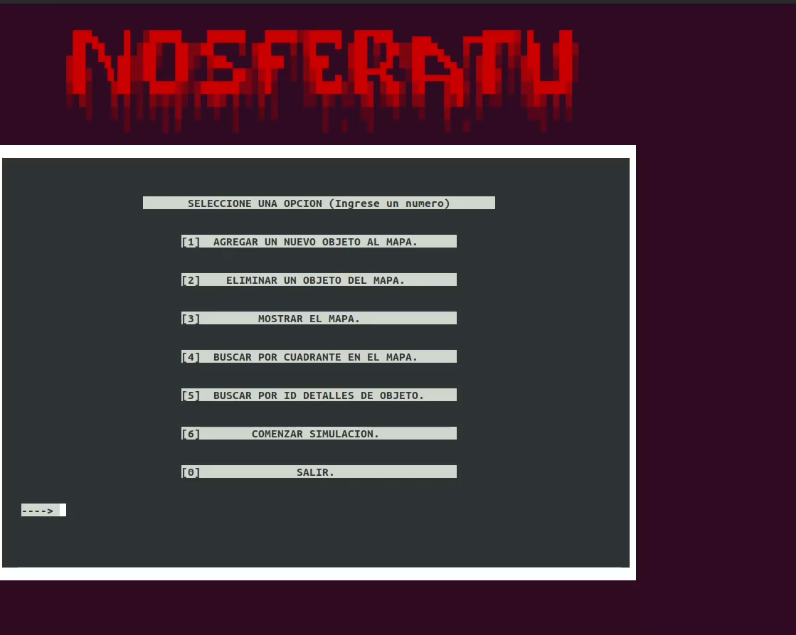 NOSFERATU
SELECCIONE UNA OPCION (Ingrese un numero)
[1] AGREGAR UN NUEVO OBJETO AL MAPA.
[2] ELIMINAR UN OBJETO DEL MAPA.
[3] MOSTRAR EL MAPA.
[4] BUSCAR POR CUADRANTE EN EL MAPA.
[5] BUSCAR POR ID DETALLES DE OBJETO.
[6] COMENZAR SIMULACION.
[0] SALIR.
---->